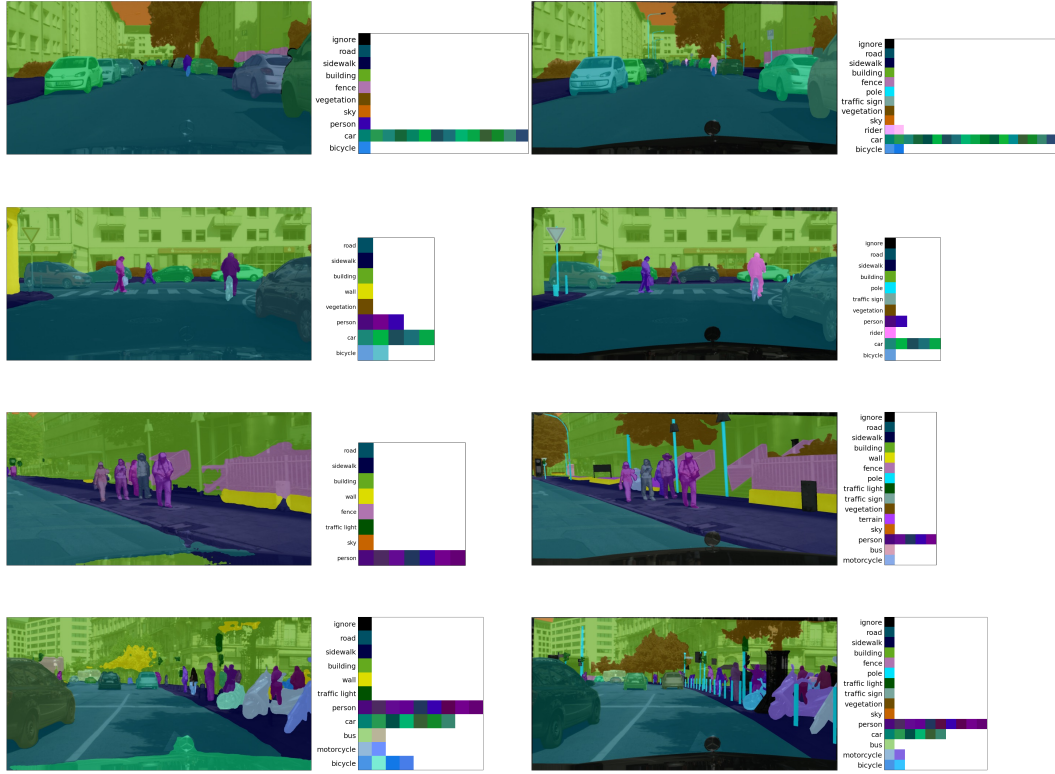 ignore
road
sidewalk
building
fence
vegetation
sky
person
car
bicycle
ignore
road
sidewalk
building
fence
pole
traffic sign
vegetation
sky
rider
car
bicycle
road
sidewalk
building
wall
vegetation
person
car
bicycle
ignore
road
sidewalk
building
pole
traffic sign
vegetation
person
rider
car
bicycle
road
sidewalk
building
wall
fence
traffic light
sky
person
ignore
road
sidewalk
building
wall
fence
pole
traffic light
traffic sign
vegetation
terrain
sky
person
bus
motorcycle
ignore
road
sidewalk
building
wall
traffic light
person
car
bus
motorcycle
bicycle
ignore
road
sidewalk
building
fence
pole
traffic light
traffic sign
vegetation
sky
person
car
bus
motorcycle
bicycle